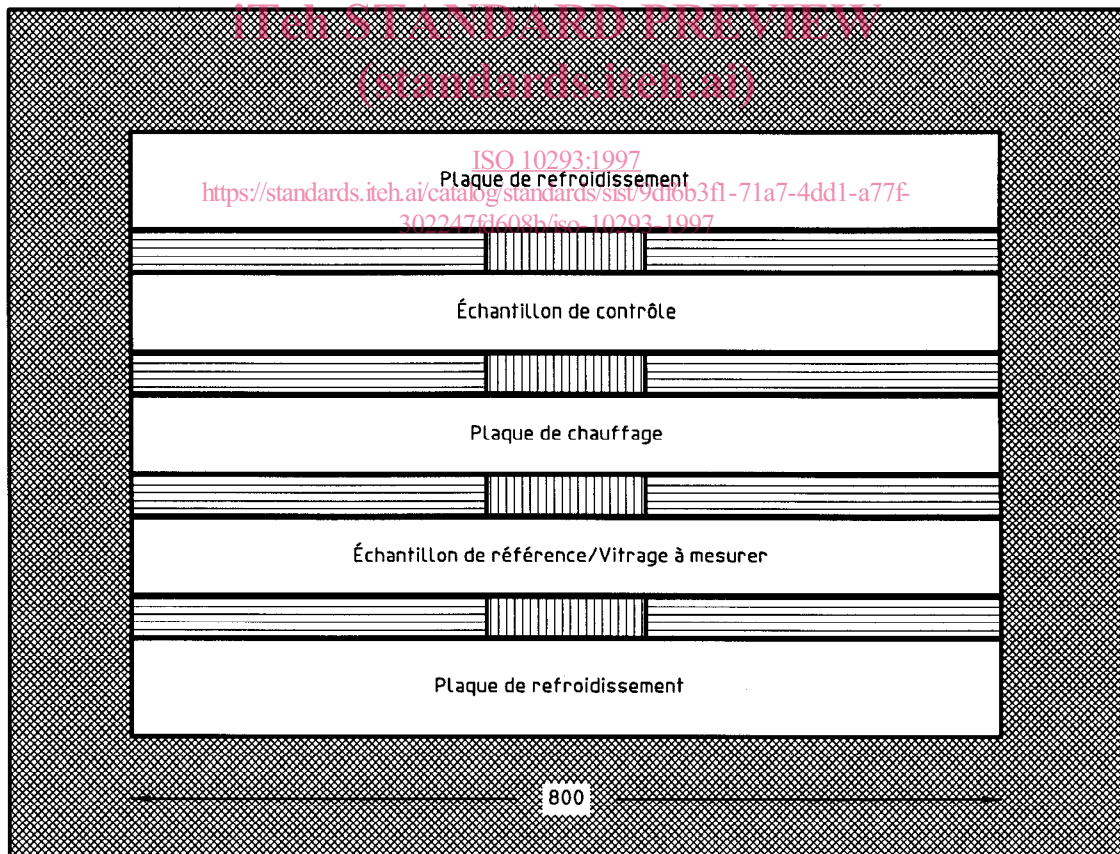 iTeh STANDARD PREVIEW
(standards.iteh.ai)
ISO 10293:1997
Plaque de refroidissement
https://standards.iteh.ai/catalog/standards/sist/9df6b3f1-71a7-4dd1-a77f-
302247fd608b/iso-10293-1997
Échantillon de contrôle
Plaque de chauffage
Échantillon de référence/Vitrage à mesurer
Plaque de refroidissement
800